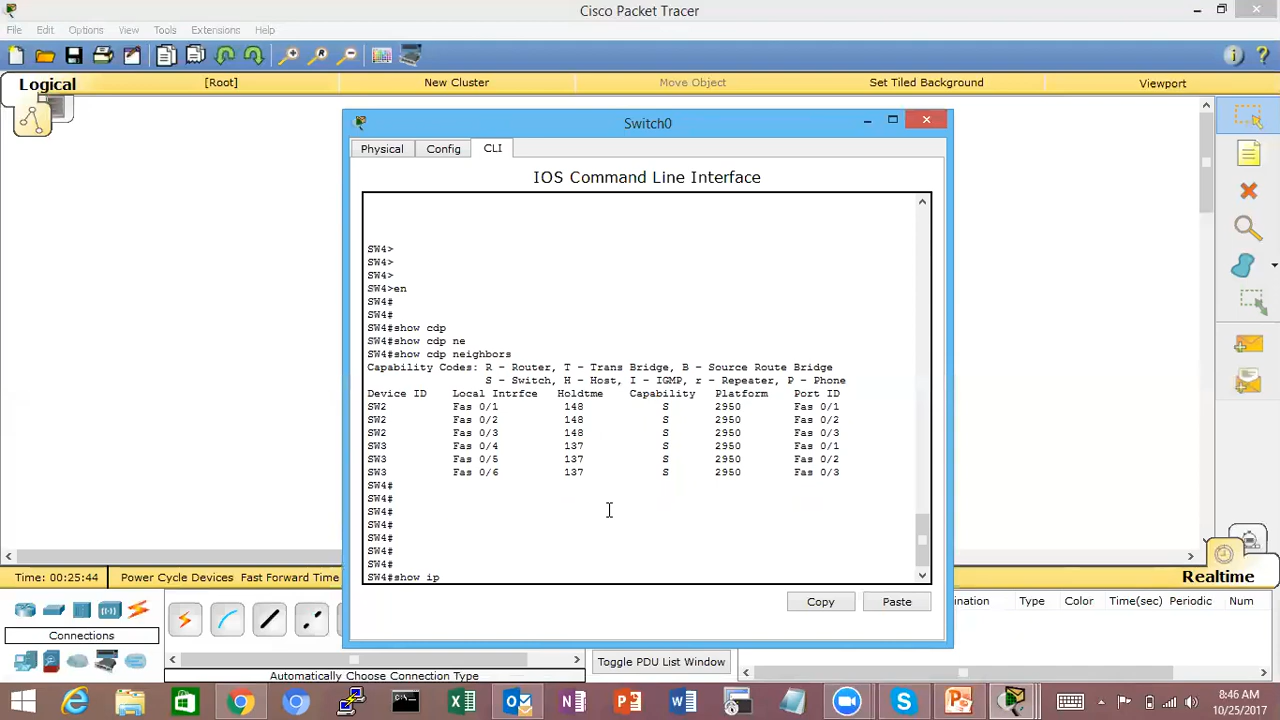 Cisco Packet Tracer
File Edit Options View Tools Extensions Help
Logical [Root] New Cluster Move Object Set Tiled Background Viewport
Switch0
Physical Config CLI
IOS Command Line Interface
SW4>
SW4>
SW4>
SW4>en
SW4#
SW4#
SW4#show cdp
SW4#show cdp ne
SW4#show cdp neighbors
Capability Codes: R - Router, T - Trans Bridge, B - Source Route Bridge
S - Switch, H - Host, I - IGMP, r - Repeater, P - Phone
Device ID Local Intrfce Holdtme Capability Platform Port ID
SW2 Fas 0/1 148 S 2950 Fas 0/1
SW2 Fas 0/2 148 S 2950 Fas 0/2
SW2 Fas 0/3 148 S 2950 Fas 0/3
SW3 Fas 0/4 137 S 2950 Fas 0/1
SW3 Fas 0/5 137 S 2950 Fas 0/2
SW3 Fas 0/6 137 S 2950 Fas 0/3
SW4#
SW4#
SW4#
SW4#
SW4#
SW4#
SW4#
SW4#show ip
Copy Paste
Time: 00:25:44 Power Cycle Devices Fast Forward Time Realtime
Connections
Automatically Choose Connection Type
Toggle PDU List Window
ination Type Color Time(sec) Periodic Num
8:46 AM
10/25/2017